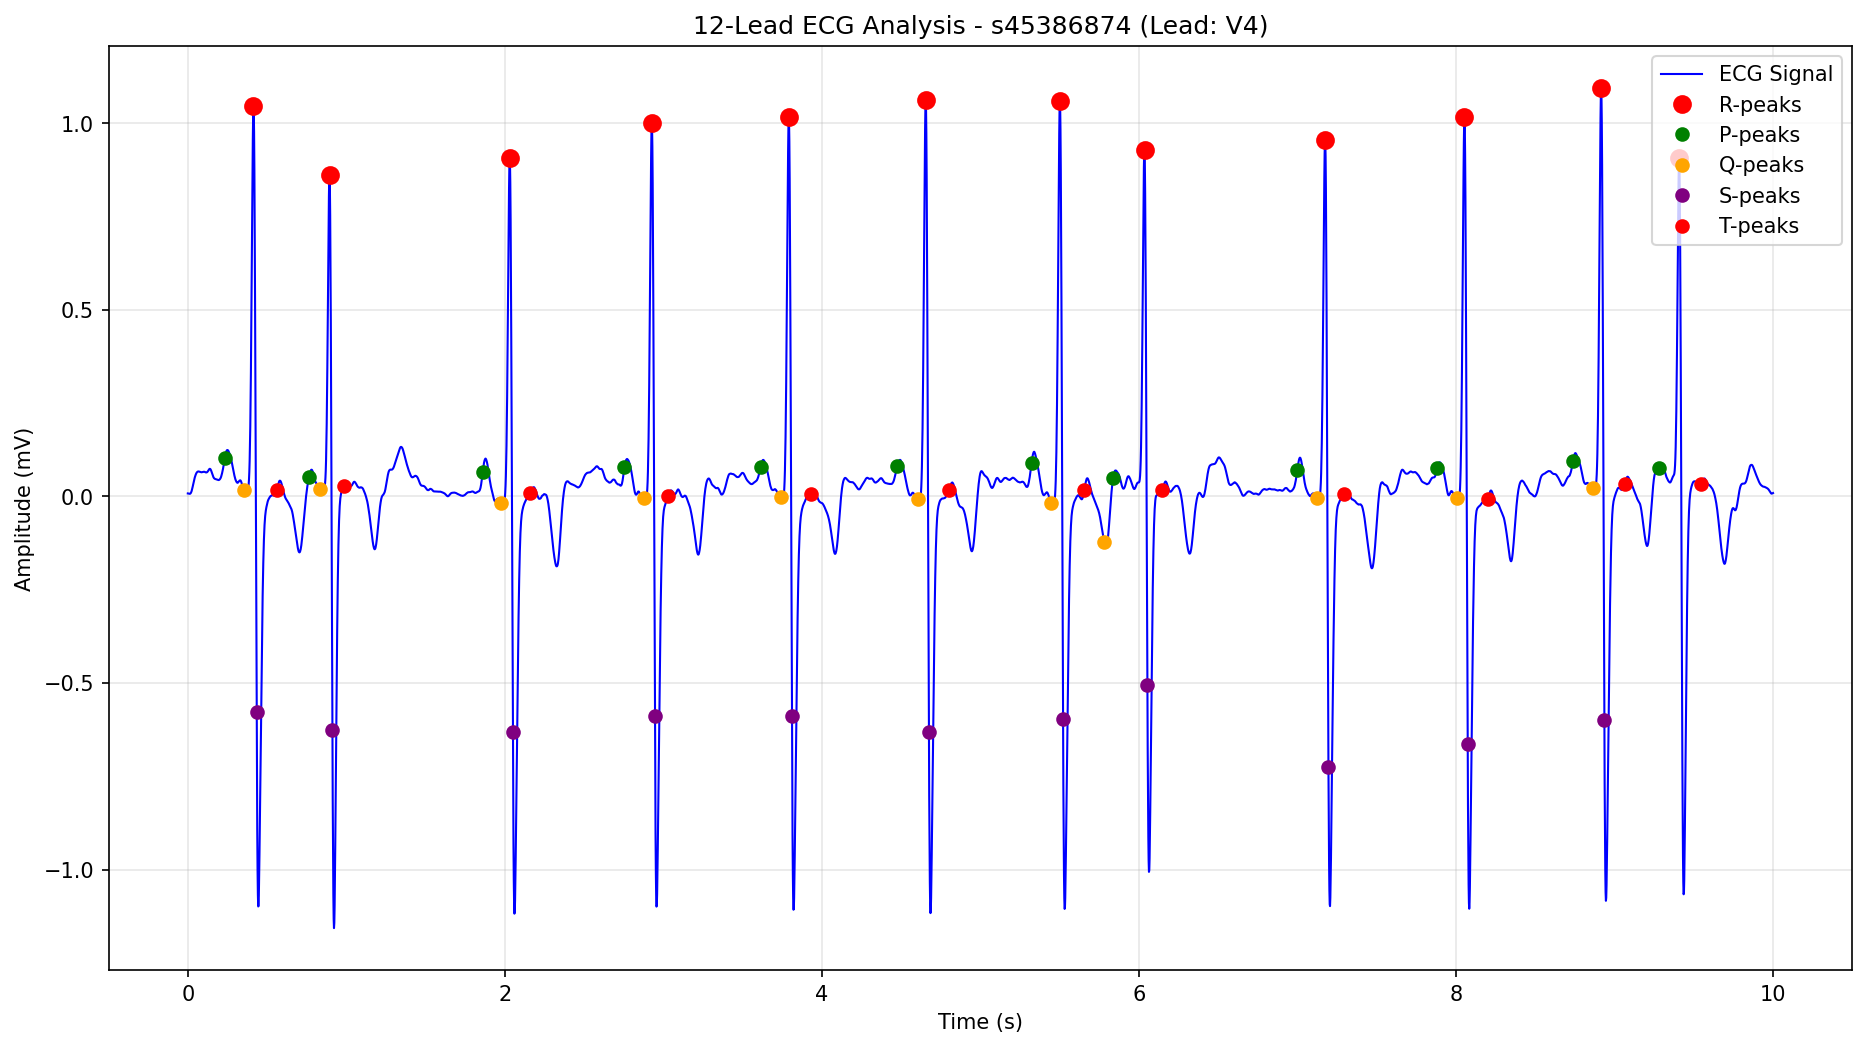 12-Lead ECG Analysis - s45386874 (Lead: V4)
ECG Signal
R-peaks
P-peaks
Q-peaks
S-peaks
T-peaks
Amplitude (mV)
1.0
0.5
0.0
−0.5
−1.0
0 2 4 6 8 10
Time (s)